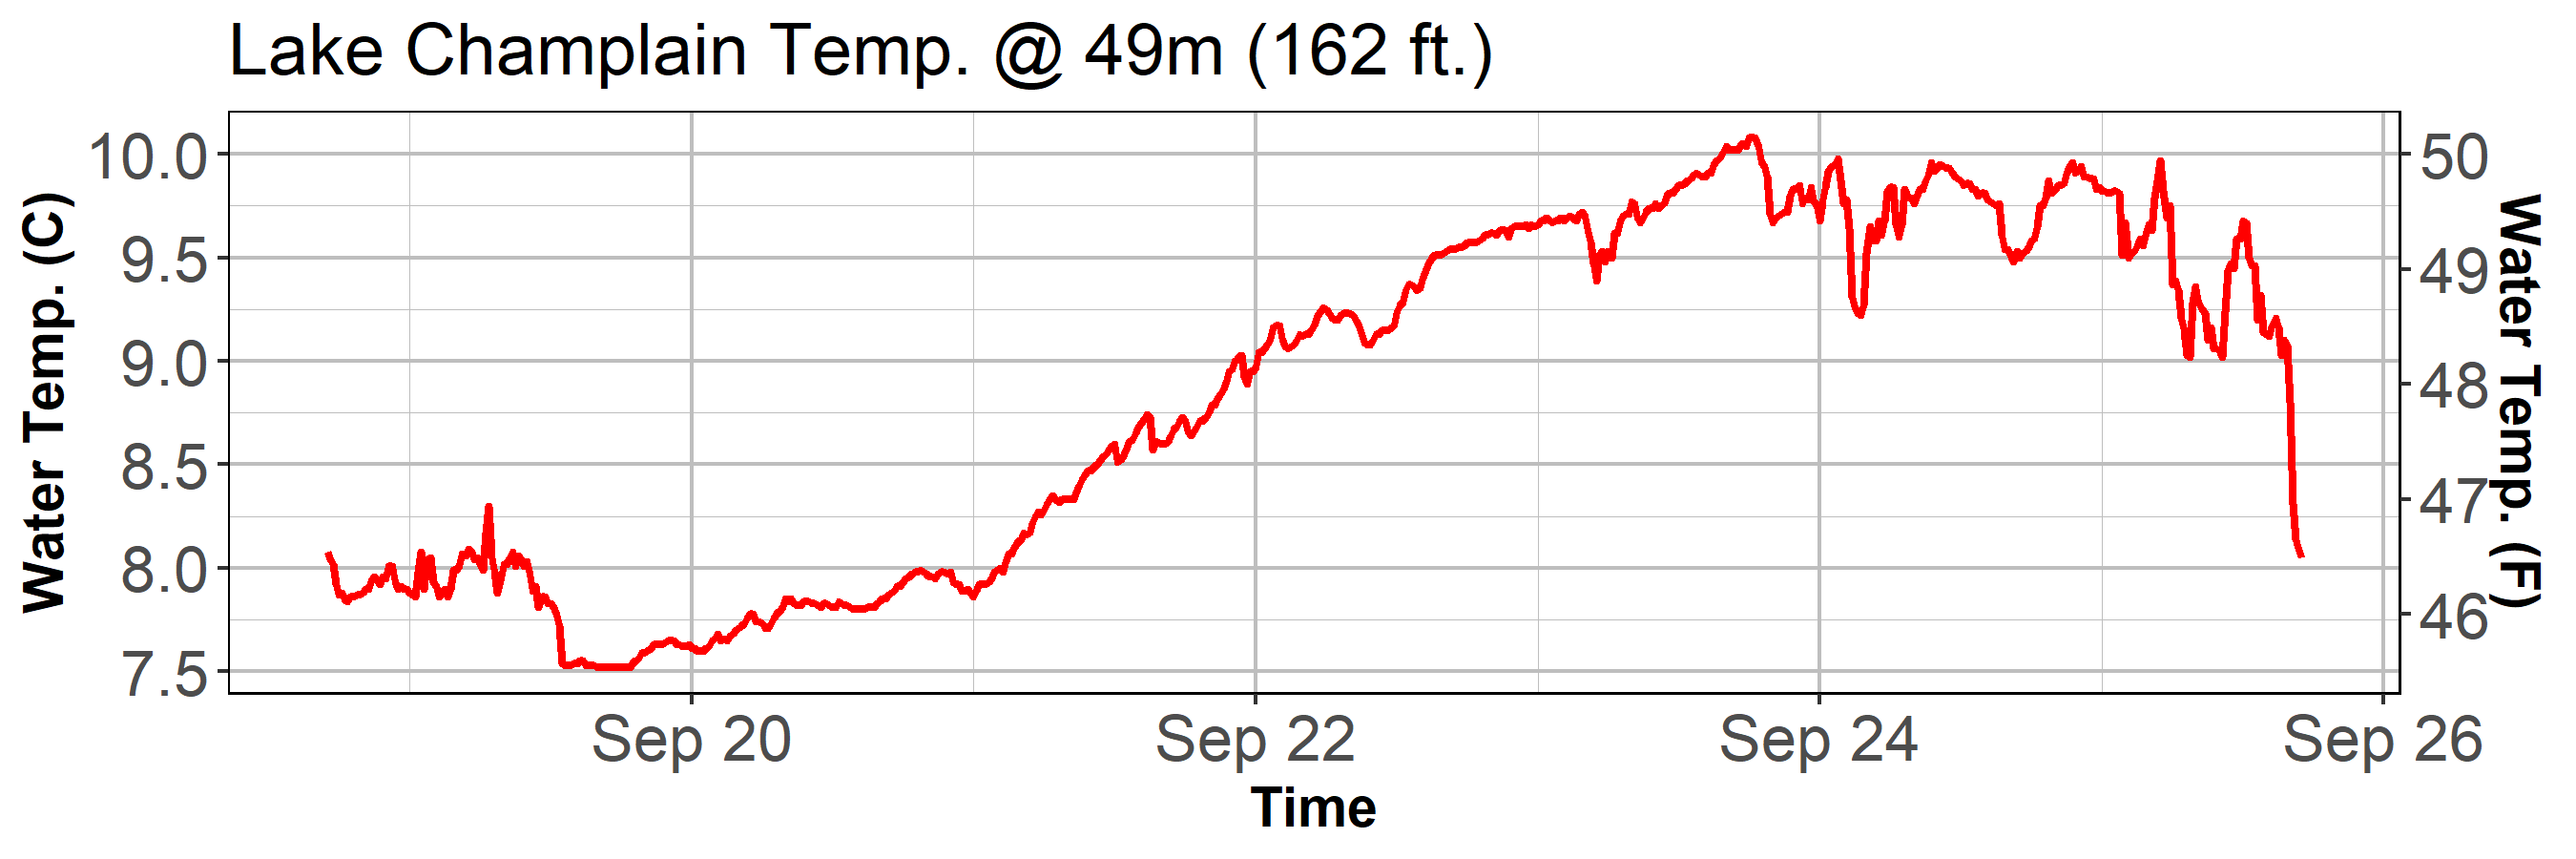 Lake Champlain Temp. @ 49m (162 ft.)
Water Temp. (C)
10.0
9.5
9.0
8.5
8.0
7.5
50
49
48
47
46
Water Temp. (F)
Sep 20
Sep 22
Sep 24
Sep 26
Time